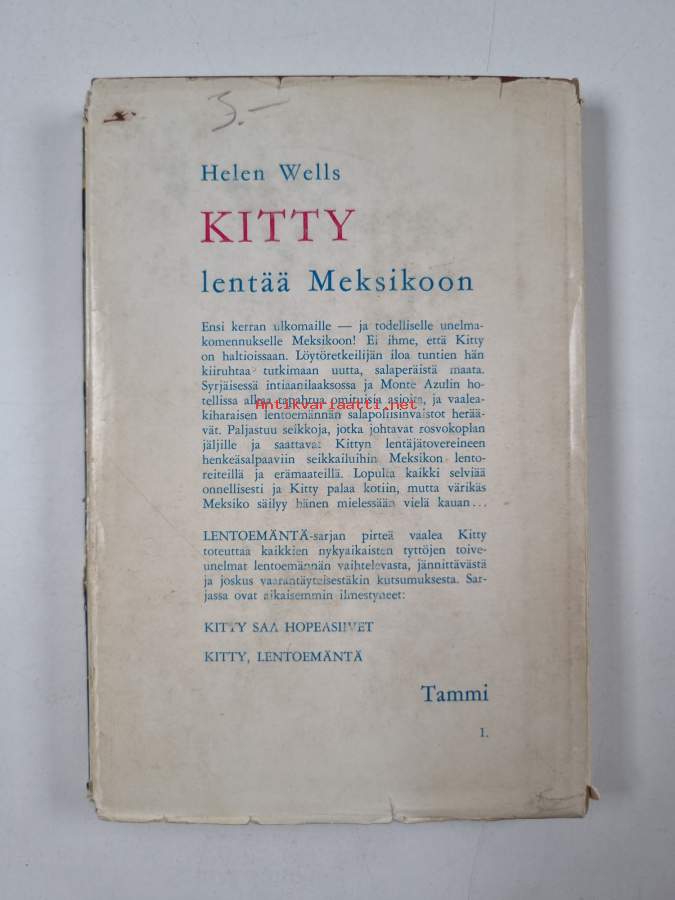 3.—
Helen Wells
KITTY
lentää Meksikoon
Ensi kerran ulkomaille — ja todelliselle unelma-
komennukselle Meksikoon! Ei ihme, että Kitty
on haltioissaan. Löytöretkeilijän iloa tuntien hän
kiiruhtaa tutkimaan uutta, salaperäistä maata.
Syrjäisessä intiaanilaaksossa ja Monte Azulin ho-
tellissa alkaa tapahtua omituisia asioita, ja vaalea-
Antikvariaatti.net
kiharaisen lentoemännän salapoliisinvaistot herää-
vät. Paljastuu seikkoja, jotka johtavat rosvokoplan
jäljille ja saattavat Kittyn lentäjätovereineen
henkeäsalpaaviin seikkailuihin Meksikon lento-
reiteillä ja erämaateillä. Lopulta kaikki selviää
onnellisesti ja Kitty palaa kotiin, mutta värikäs
Meksiko säilyy hänen mielessään vielä kauan...
LENTOEMÄNTÄ-sarjan pirteä vaalea Kitty
toteuttaa kaikkien nykyaikaisten tyttöjen toive-
unelmat lentoemännän vaihtelevasta, jännittävästä
ja joskus vaarantäyteisestäkin kutsumuksesta. Sar-
jassa ovat aikaisemmin ilmestyneet:
KITTY SAA HOPEASIIVET
KITTY, LENTOEMÄNTÄ
Tammi
1.